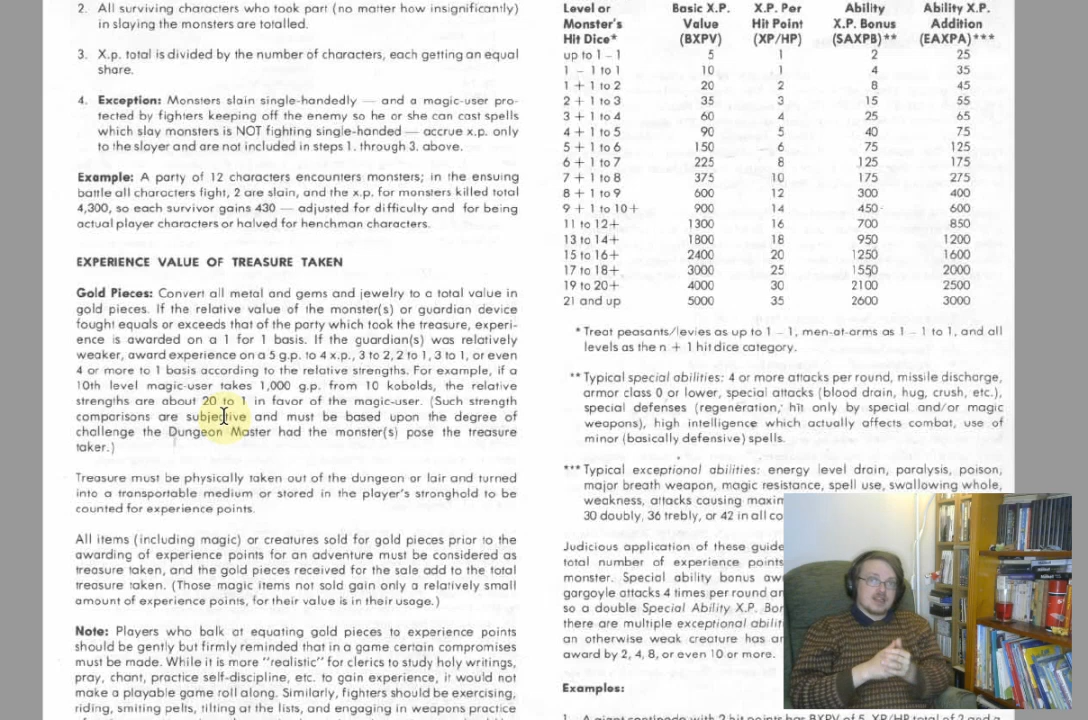 2. All surviving characters who took part (no matter how insignificantly)
in slaying the monsters are totalled.
3. X.p. total is divided by the number of characters, each getting an equal
share.
4. Exception: Monsters slain single-handedly — and a magic-user pro-
tected by fighters keeping off the enemy so he or she can cast spells
which slay monsters is NOT fighting single-handed — accrue x.p. only
to the slayer and are not included in steps 1. through 3. above.
Example: A party of 12 characters encounters monsters; in the ensuing
battle all characters fight, 2 are slain, and the x.p. for monsters killed total
4,300, so each survivor gains 430 — adjusted for difficulty and for being
actual player characters or halved for henchman characters.
EXPERIENCE VALUE OF TREASURE TAKEN
Gold Pieces: Convert all metal and gems and jewelry to a total value in
gold pieces. If the relative value of the monster(s) or guardian device
fought equals or exceeds that of the party which took the treasure, experi-
ence is awarded on a 1 for 1 basis. If the guardian(s) was relatively
weaker, award experience on a 5 g.p. to 4 x.p., 3 to 2, 2 to 1, 3 to 1, or even
4 or more to 1 basis according to the relative strengths. For example, if a
10th level magic-user takes 1,000 g.p. from 10 kobolds, the relative
strengths are about 20 to 1 in favor of the magic-user. (Such strength
comparisons are subjective and must be based upon the degree of
challenge the Dungeon Master had the monster(s) pose the treasure
taker.)
Treasure must be physically taken out of the dungeon or lair and turned
into a transportable medium or stored in the player's stronghold to be
counted for experience points.
All items (including magic) or creatures sold for gold pieces prior to the
awarding of experience points for an adventure must be considered as
treasure taken, and the gold pieces received for the sale add to the total
treasure taken. (Those magic items not sold gain only a relatively small
amount of experience points, for their value is in their usage.)
Note: Players who balk at equating gold pieces to experience points
should be gently but firmly reminded that in a game certain compromises
must be made. While it is more "realistic" for clerics to study holy writings,
pray, chant, practice self-discipline, etc. to gain experience, it would not
make a playable game roll along. Similarly, fighters should be exercising,
riding, smiting pelts, tilting at the lists, and engaging in weapons practice
Level or Basic X.P. X.P. Per Ability Ability X.P.
Monster's Value Hit Point X.P. Bonus Addition
Hit Dice* (BXPV) (XP/HP) (SAXPB)** (EAXPA)***
up to 1 – 1 5 1 2 25
1 – 1 to 1 10 1 4 35
1 + 1 to 2 20 2 8 45
2 + 1 to 3 35 3 15 55
3 + 1 to 4 60 4 25 65
4 + 1 to 5 90 5 40 75
5 + 1 to 6 150 6 75 125
6 + 1 to 7 225 8 125 175
7 + 1 to 8 375 10 175 275
8 + 1 to 9 600 12 300 400
9 + 1 to 10+ 900 14 450 600
11 to 12+ 1300 16 700 850
13 to 14+ 1800 18 950 1200
15 to 16+ 2400 20 1250 1600
17 to 18+ 3000 25 1550 2000
19 to 20+ 4000 30 2100 2500
21 and up 5000 35 2600 3000
* Treat peasants/levies as up to 1 – 1, men-at-arms as 1 – 1 to 1, and all
levels as the n + 1 hit dice category.
** Typical special abilities: 4 or more attacks per round, missile discharge,
armor class 0 or lower, special attacks (blood drain, hug, crush, etc.),
special defenses (regeneration, hit only by special and/or magic
weapons), high intelligence which actually affects combat, use of
minor (basically defensive) spells.
*** Typical exceptional abilities: energy level drain, paralysis, poison,
major breath weapon, magic resistance, spell use, swallowing whole,
weakness, attacks causing maxim
30 doubly, 36 trebly, or 42 in all co
Judicious application of these guide
total number of experience points
monster. Special ability bonus aw
gargoyle attacks 4 times per round an
so a double Special Ability X.P. Bon
there are multiple exceptional abilit
an otherwise weak creature has an
award by 2, 4, 8, or even 10 or more.
Examples:
1. A giant centipede with 2 hit points has BXPV of 5, XP/HP total of 2 and a